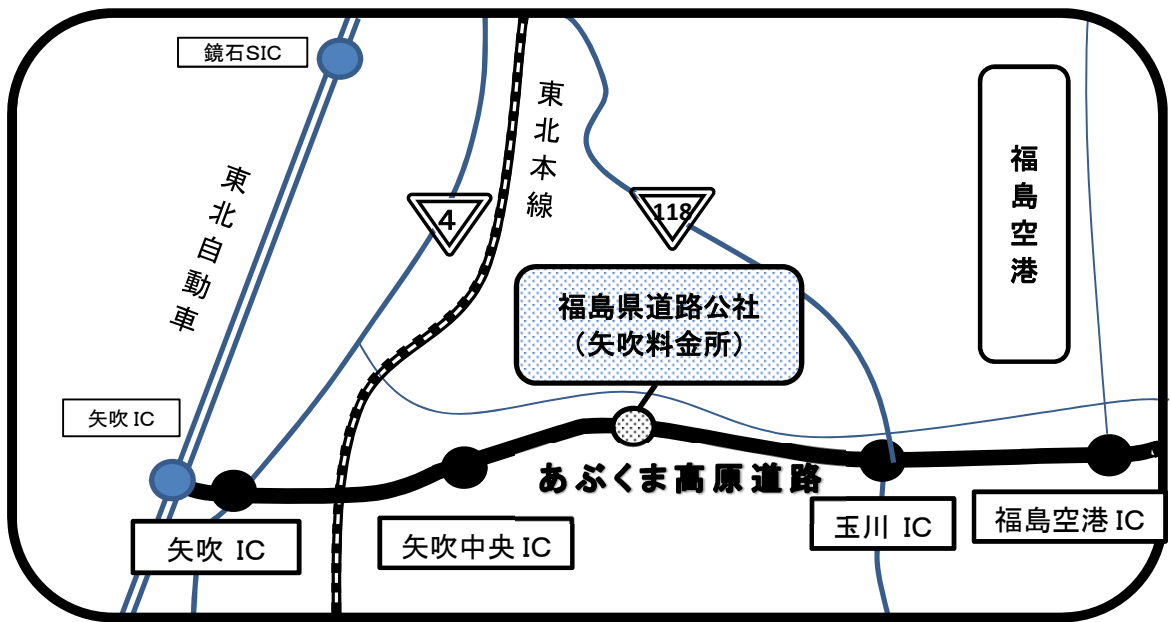 鏡石SIC
東北本線
東北自動車
4
118
福島空港
福島県道路公社
（矢吹料金所）
矢吹 IC
あぶくま高原道路
矢吹 IC
矢吹中央 IC
玉川 IC
福島空港 IC